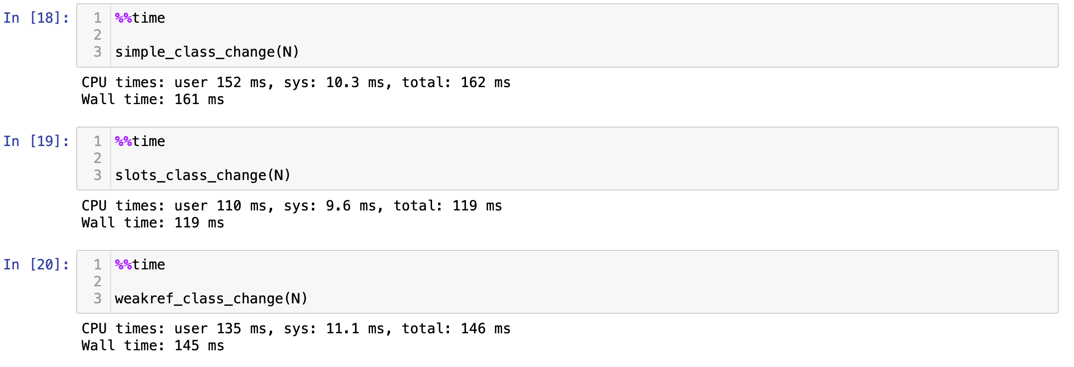 In [18]:
1 %%time
2
3 simple_class_change(N)
CPU times: user 152 ms, sys: 10.3 ms, total: 162 ms
Wall time: 161 ms
In [19]:
1 %%time
2
3 slots_class_change(N)
CPU times: user 110 ms, sys: 9.6 ms, total: 119 ms
Wall time: 119 ms
In [20]:
1 %%time
2
3 weakref_class_change(N)
CPU times: user 135 ms, sys: 11.1 ms, total: 146 ms
Wall time: 145 ms